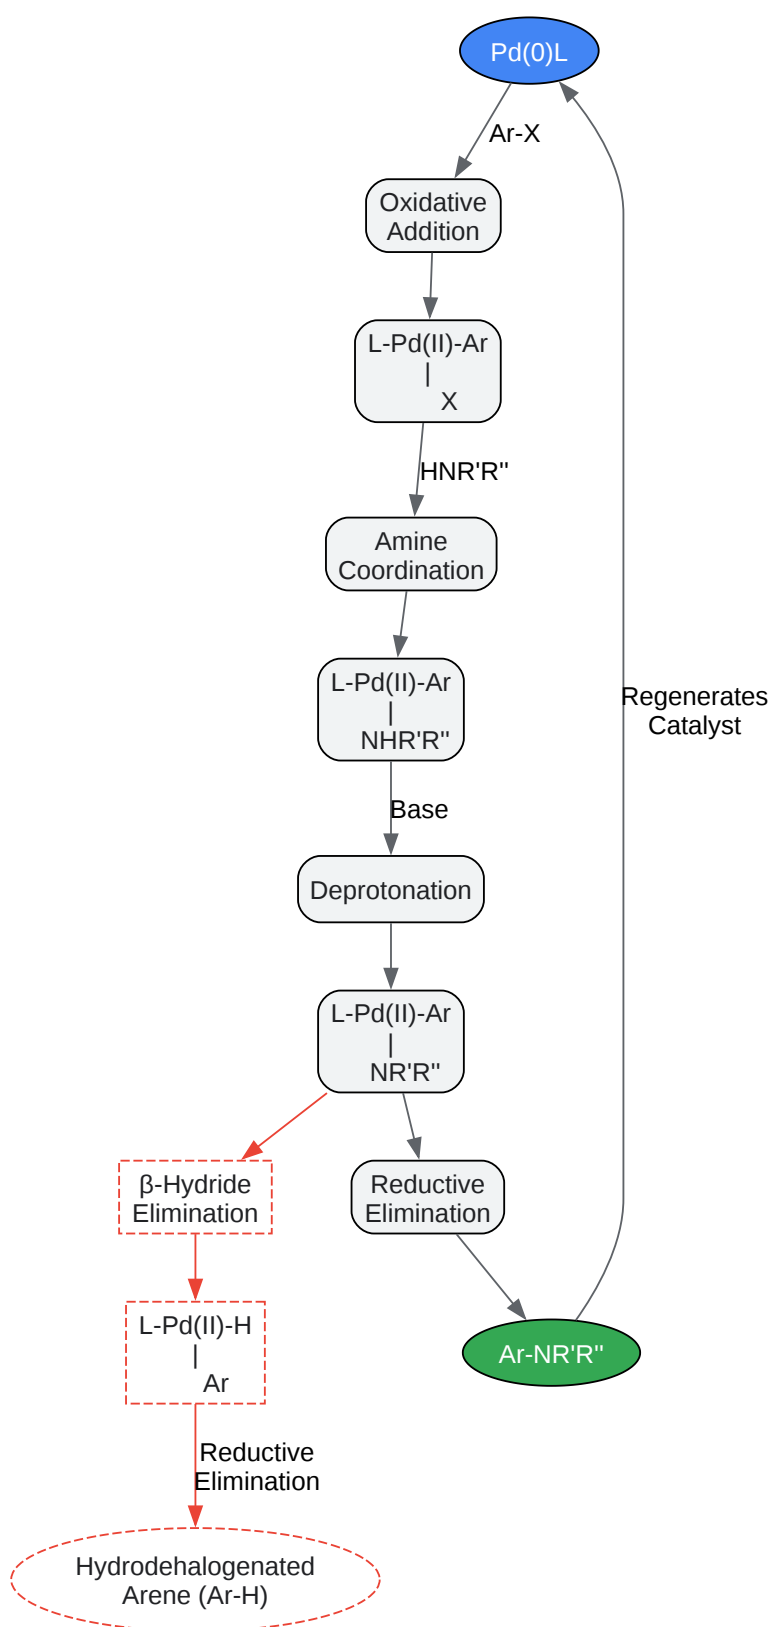 Pd(0)L
Ar-X
Oxidative
Addition
L-Pd(II)-Ar
|
X
HNR'R''
Amine
Coordination
L-Pd(II)-Ar
|
NHR'R''
Regenerates
Catalyst
Base
Deprotonation
L-Pd(II)-Ar
|
NR'R''
β-Hydride
Elimination
Reductive
Elimination
L-Pd(II)-H
|
Ar
Ar-NR'R''
Reductive
Elimination
Hydrodehalogenated
Arene (Ar-H)